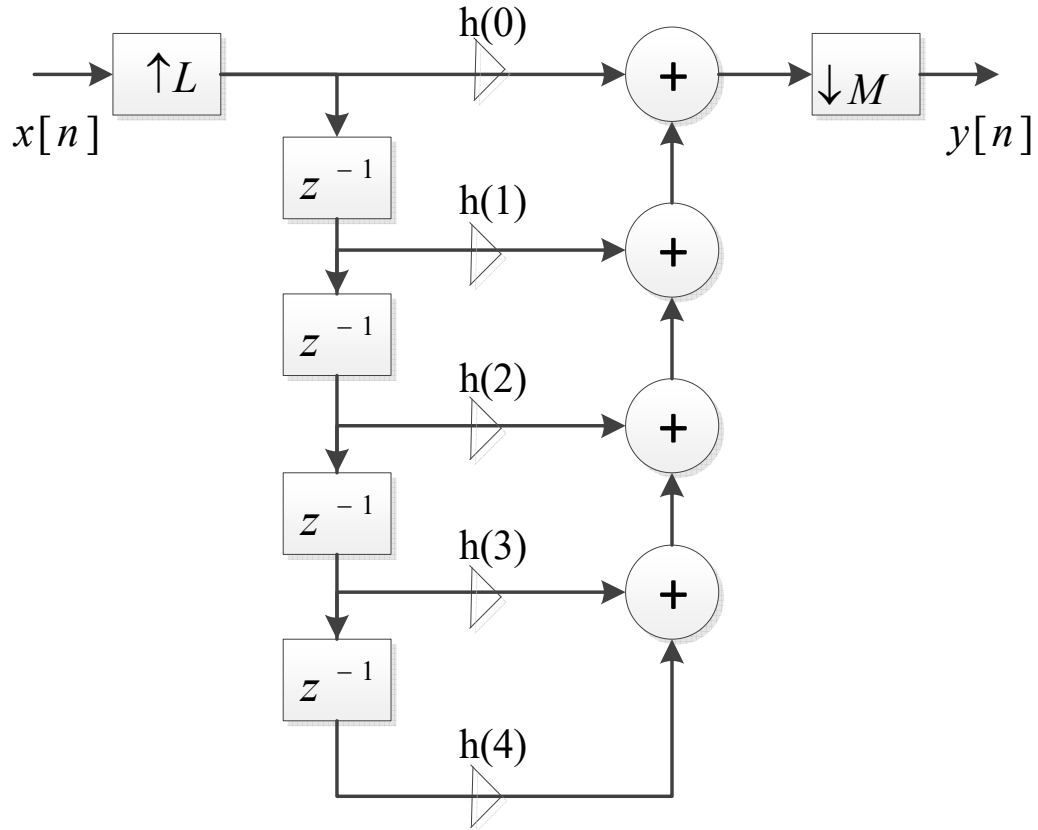 h(0)
↑L
+
↓M
x[n]
y[n]
z ⁻¹
h(1)
+
z ⁻¹
h(2)
+
z ⁻¹
h(3)
+
z ⁻¹
h(4)